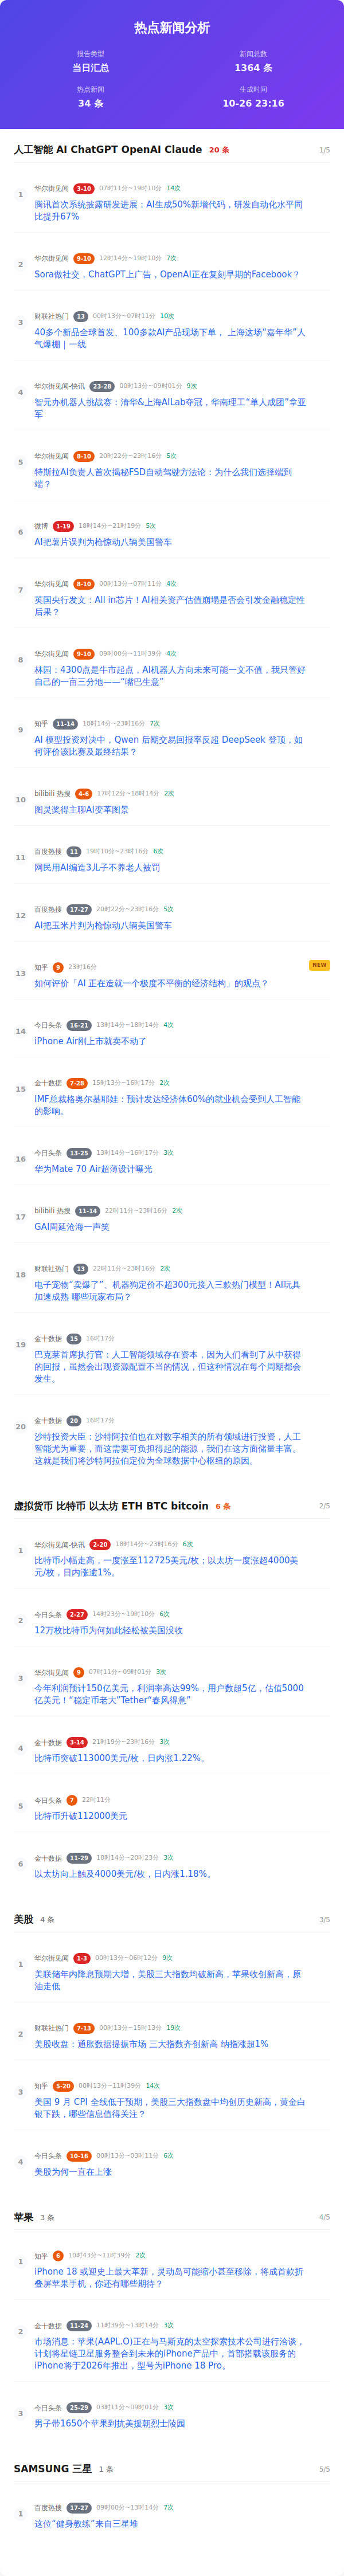 热点新闻分析
报告类型
当日汇总
新闻总数
1364 条
热点新闻
34 条
生成时间
10-26 23:16
人工智能 AI ChatGPT OpenAI Claude 20 条 1/5
1
华尔街见闻 3-10 07时11分~19时10分 14次
腾讯首次系统披露研发进展：AI生成50%新增代码，研发自动化水平同
比提升67%
2
华尔街见闻 9-10 12时14分~19时10分 7次
Sora做社交，ChatGPT上广告，OpenAI正在复刻早期的Facebook？
3
财联社热门 13 00时13分~07时11分 10次
40多个新品全球首发、100多款AI产品现场下单， 上海这场“嘉年华”人
气爆棚｜一线
4
华尔街见闻-快讯 23-28 00时13分~09时01分 9次
智元办机器人挑战赛：清华&上海AILab夺冠，华南理工“单人成团”拿亚
军
5
华尔街见闻 8-10 20时22分~23时16分 5次
特斯拉AI负责人首次揭秘FSD自动驾驶方法论：为什么我们选择端到
端？
6
微博 1-19 18时14分~21时19分 5次
AI把薯片误判为枪惊动八辆美国警车
7
华尔街见闻 8-10 00时13分~07时11分 4次
英国央行发文：All in芯片！AI相关资产估值崩塌是否会引发金融稳定性
后果？
8
华尔街见闻 9-10 09时00分~11时39分 4次
林园：4300点是牛市起点，AI机器人方向未来可能一文不值，我只管好
自己的一亩三分地——“嘴巴生意”
9
知乎 11-14 18时14分~23时16分 7次
AI 模型投资对决中，Qwen 后期交易回报率反超 DeepSeek 登顶，如
何评价该比赛及最终结果？
10
bilibili 热搜 4-6 17时12分~18时14分 2次
图灵奖得主聊AI变革图景
11
百度热搜 11 19时10分~23时16分 6次
网民用AI编造3儿子不养老人被罚
12
百度热搜 17-27 20时22分~23时16分 5次
AI把玉米片判为枪惊动八辆美国警车
13
知乎 9 23时16分
NEW
如何评价「AI 正在造就一个极度不平衡的经济结构」的观点？
14
今日头条 16-21 13时14分~18时14分 4次
iPhone Air刚上市就卖不动了
15
金十数据 7-28 15时13分~16时17分 2次
IMF总裁格奥尔基耶娃：预计发达经济体60%的就业机会受到人工智能
的影响。
16
今日头条 13-25 13时14分~16时17分 3次
华为Mate 70 Air超薄设计曝光
17
bilibili 热搜 11-14 22时11分~23时16分 2次
GAI周延沧海一声笑
18
财联社热门 13 22时11分~23时16分 2次
电子宠物“卖爆了”、机器狗定价不超300元接入三款热门模型！AI玩具
加速成熟 哪些玩家布局？
19
金十数据 15 16时17分
巴克莱首席执行官：人工智能领域存在资本，因为人们看到了从中获得
的回报，虽然会出现资源配置不当的情况，但这种情况在每个周期都会
发生。
20
金十数据 20 16时17分
沙特投资大臣：沙特阿拉伯也在对数字相关的所有领域进行投资，人工
智能尤为重要，而这需要可负担得起的能源，我们在这方面储量丰富。
这就是我们将沙特阿拉伯定位为全球数据中心枢纽的原因。
虚拟货币 比特币 以太坊 ETH BTC bitcoin 6 条 2/5
1
华尔街见闻-快讯 2-20 18时14分~23时16分 6次
比特币小幅走高，一度涨至112725美元/枚；以太坊一度涨超4000美
元/枚，日内涨逾1%。
2
今日头条 2-27 14时23分~19时10分 6次
12万枚比特币为何如此轻松被美国没收
3
华尔街见闻 9 07时11分~09时01分 3次
今年利润预计150亿美元，利润率高达99%，用户数超5亿，估值5000
亿美元！“稳定币老大”Tether“春风得意”
4
金十数据 3-14 21时19分~23时16分 3次
比特币突破113000美元/枚，日内涨1.22%。
5
今日头条 7 22时11分
比特币升破112000美元
6
金十数据 11-29 18时14分~20时23分 3次
以太坊向上触及4000美元/枚，日内涨1.18%。
美股 4 条 3/5
1
华尔街见闻 1-3 00时13分~06时12分 9次
美联储年内降息预期大增，美股三大指数均破新高，苹果收创新高，原
油走低
2
财联社热门 7-13 00时13分~15时13分 19次
美股收盘：通胀数据提振市场 三大指数齐创新高 纳指涨超1%
3
知乎 5-20 00时13分~11时39分 14次
美国 9 月 CPI 全线低于预期，美股三大指数盘中均创历史新高，黄金白
银下跌，哪些信息值得关注？
4
今日头条 10-16 00时13分~03时11分 6次
美股为何一直在上涨
苹果 3 条 4/5
1
知乎 6 10时43分~11时39分 2次
iPhone 18 或迎史上最大革新，灵动岛可能缩小甚至移除，将成首款折
叠屏苹果手机，你还有哪些期待？
2
金十数据 11-24 11时39分~13时14分 3次
市场消息：苹果(AAPL.O)正在与马斯克的太空探索技术公司进行洽谈，
计划将星链卫星服务整合到未来的iPhone产品中，首部搭载该服务的
iPhone将于2026年推出，型号为iPhone 18 Pro。
3
今日头条 25-29 03时11分~09时01分 3次
男子带1650个苹果到抗美援朝烈士陵园
SAMSUNG 三星 1 条 5/5
1
百度热搜 17-27 09时00分~13时14分 7次
这位“健身教练”来自三星堆